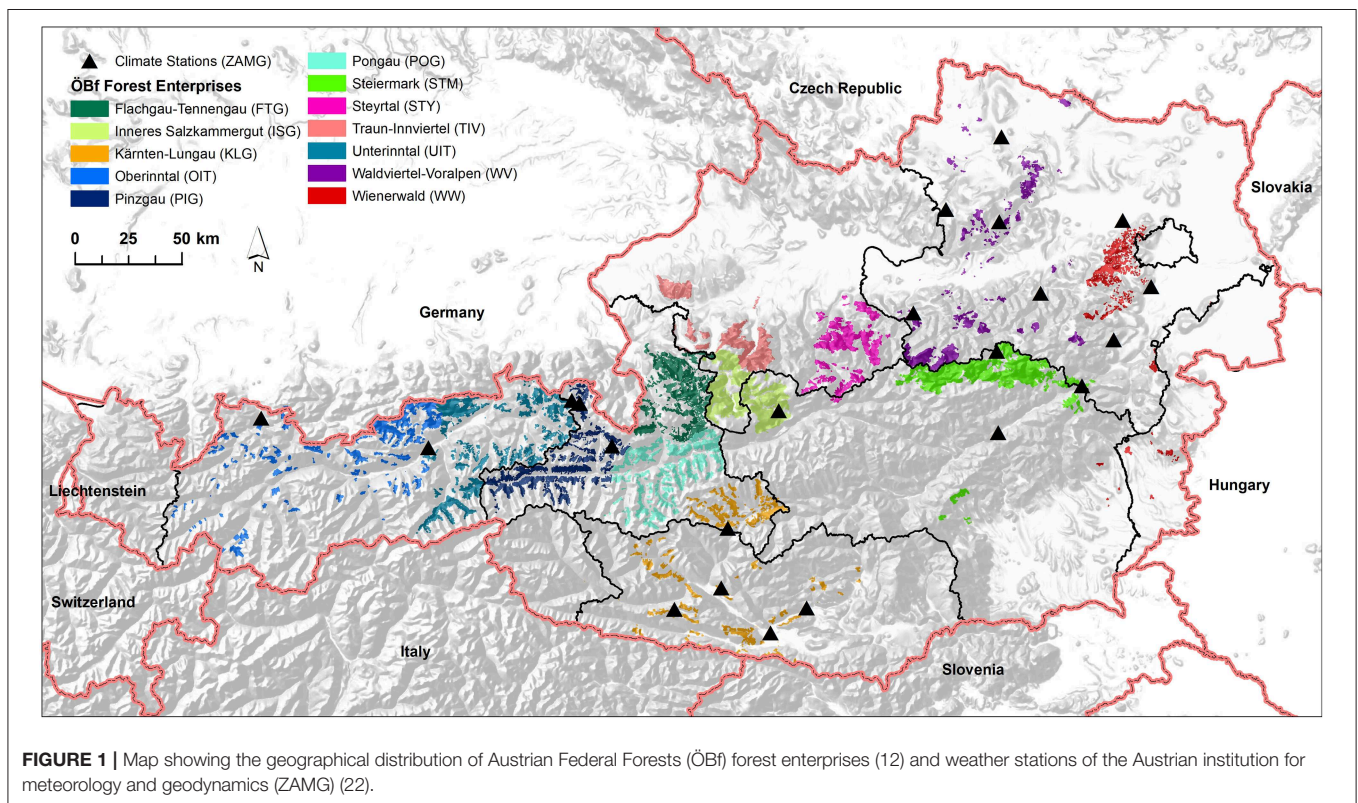 Climate Stations (ZAMG)
ÖBf Forest Enterprises
Flachgau-Tennengau (FTG)
Inneres Salzkammergut (ISG)
Kärnten-Lungau (KLG)
Oberinntal (OIT)
Pinzgau (PIG)
Pongau (POG)
Steiermark (STM)
Steyrtal (STY)
Traun-Innviertel (TIV)
Unterinntal (UIT)
Waldviertel-Voralpen (WV)
Wienerwald (WW)
0 25 50 km
N
Czech Republic
Slovakia
Germany
Liechtenstein
Hungary
Switzerland
Italy
Slovenia
FIGURE 1 | Map showing the geographical distribution of Austrian Federal Forests (ÖBf) forest enterprises (12) and weather stations of the Austrian institution for
meteorology and geodynamics (ZAMG) (22).